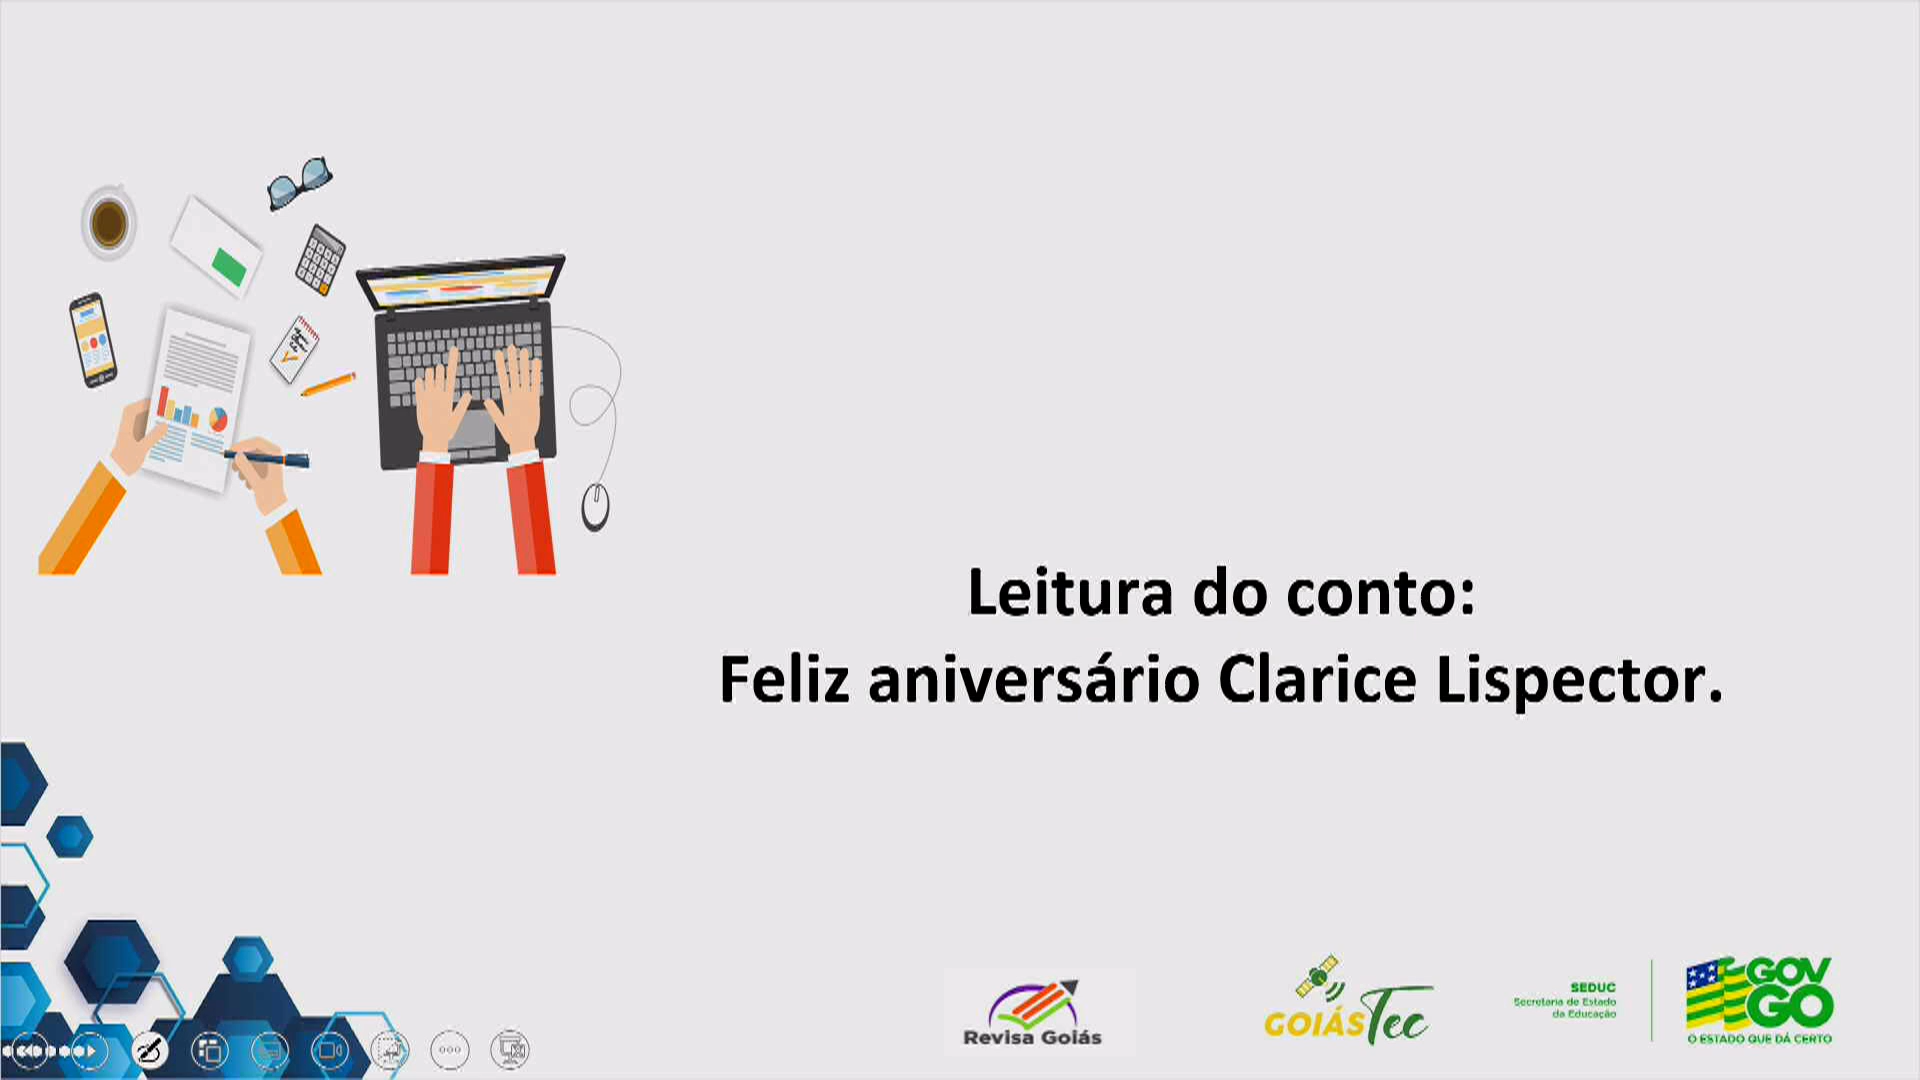 Leitura do conto:
Feliz aniversário Clarice Lispector.
Revisa Goiás
GOIÁS Tec
SEDUC
Secretaria de Estado
da Educação
GOV
GO
O ESTADO QUE DÁ CERTO